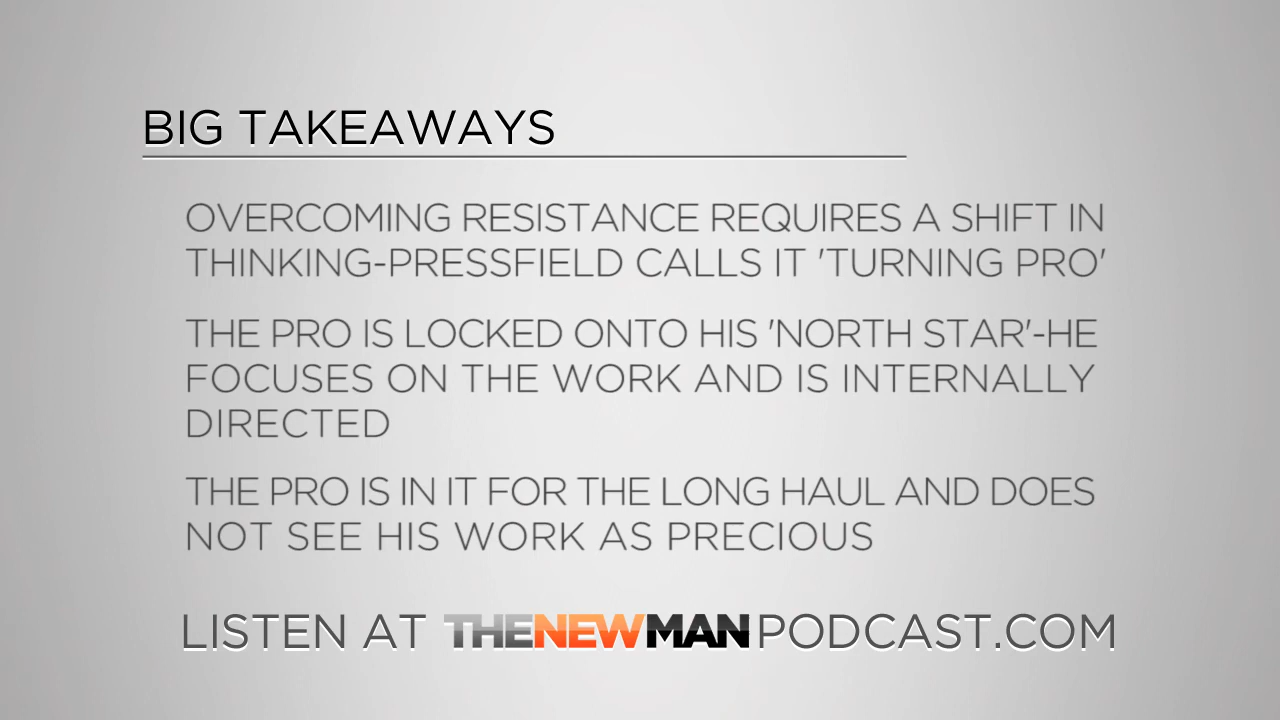 BIG TAKEAWAYS
OVERCOMING RESISTANCE REQUIRES A SHIFT IN
THINKING-PRESSFIELD CALLS IT 'TURNING PRO'
THE PRO IS LOCKED ONTO HIS 'NORTH STAR'-HE
FOCUSES ON THE WORK AND IS INTERNALLY
DIRECTED
THE PRO IS IN IT FOR THE LONG HAUL AND DOES
NOT SEE HIS WORK AS PRECIOUS
LISTEN AT THENEWMANPODCAST.COM